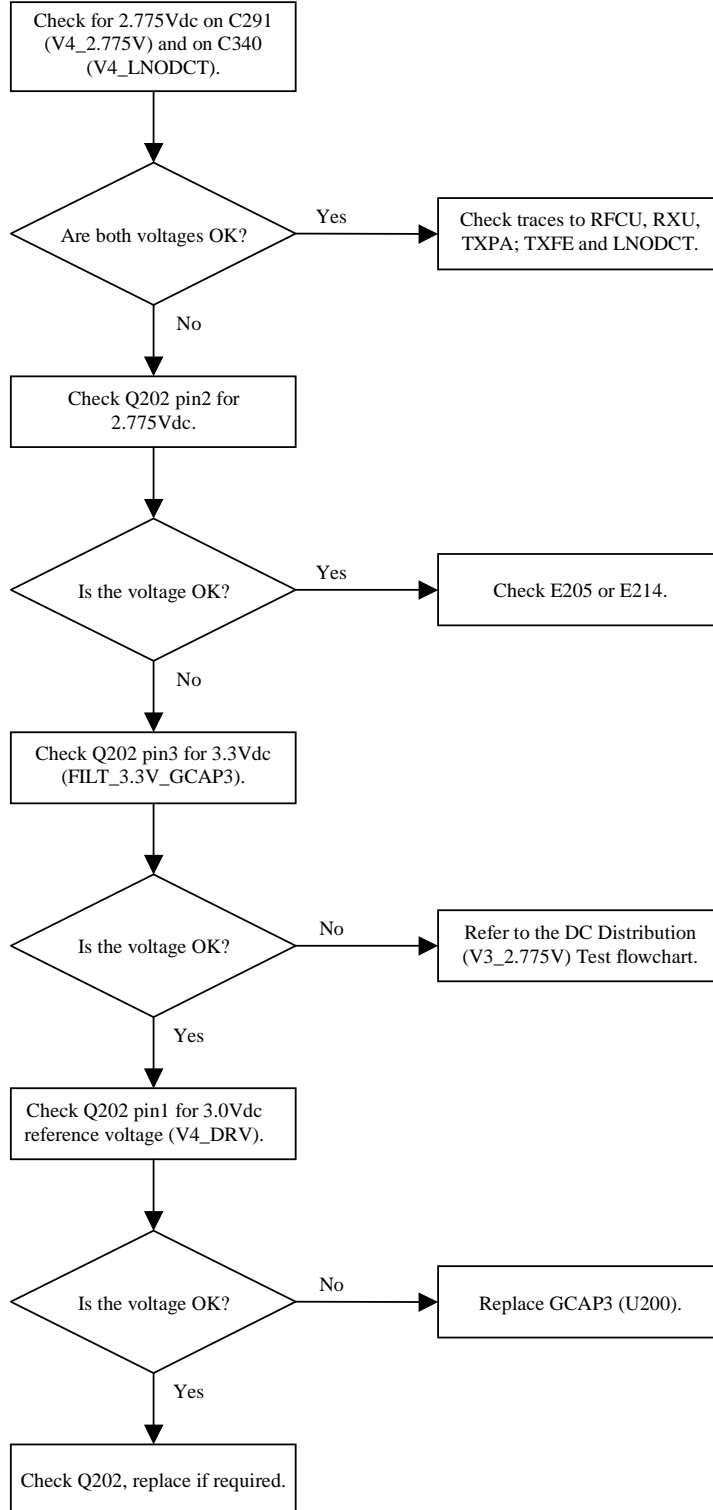 Check for 2.775Vdc on C291
(V4_2.775V) and on C340
(V4_LNODCT).
Are both voltages OK?
Yes
Check traces to RFCU, RXU,
TXPA; TXFE and LNODCT.
No
Check Q202 pin2 for
2.775Vdc.
Is the voltage OK?
Yes
Check E205 or E214.
No
Check Q202 pin3 for 3.3Vdc
(FILT_3.3V_GCAP3).
Is the voltage OK?
No
Refer to the DC Distribution
(V3_2.775V) Test flowchart.
Yes
Check Q202 pin1 for 3.0Vdc
reference voltage (V4_DRV).
Is the voltage OK?
No
Replace GCAP3 (U200).
Yes
Check Q202, replace if required.